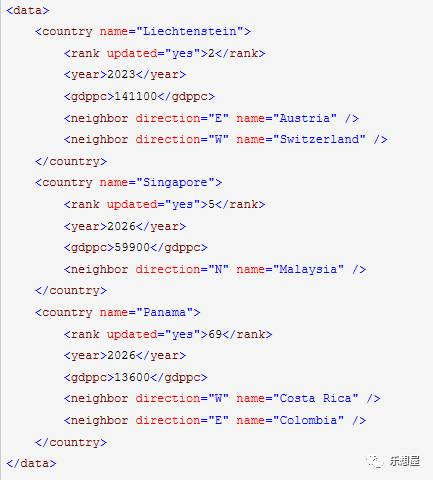 <data>
    <country name="Liechtenstein">
        <rank updated="yes">2</rank>
        <year>2023</year>
        <gdppc>141100</gdppc>
        <neighbor direction="E" name="Austria" />
        <neighbor direction="W" name="Switzerland" />
    </country>
    <country name="Singapore">
        <rank updated="yes">5</rank>
        <year>2026</year>
        <gdppc>59900</gdppc>
        <neighbor direction="N" name="Malaysia" />
    </country>
    <country name="Panama">
        <rank updated="yes">69</rank>
        <year>2026</year>
        <gdppc>13600</gdppc>
        <neighbor direction="W" name="Costa Rica" />
        <neighbor direction="E" name="Colombia" />
    </country>
</data>
乐想屋